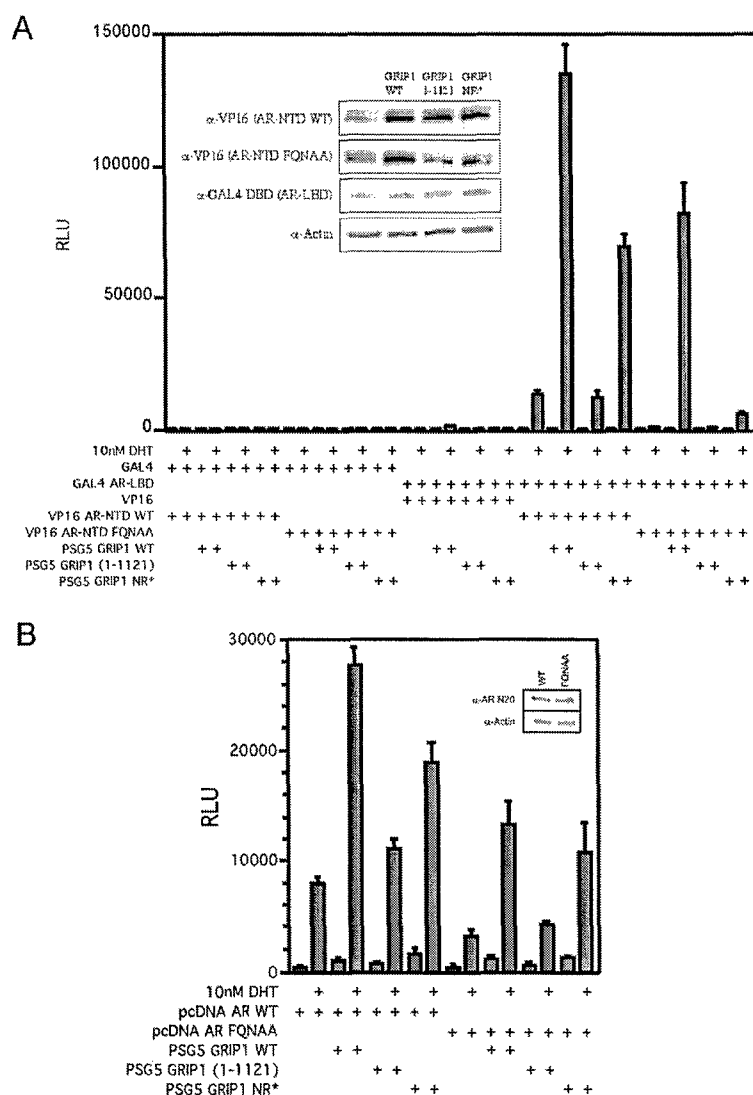 A
150000
100000
50000
0
RLU
GRIP1 GRIP1 GRIP1
WT 1-1121 NR*
α-VP16 (AR-NTD WT)
α-VP16 (AR-NTD FQNAA)
α-GAL4 DBD (AR-LBD)
α-Actin
10nM DHT + + + + + + + + + + + + + + +
GAL4 ++++++++++++
GAL4 AR-LBD
VP16
VP16 AR-NTD WT
VP16 AR-NTD FQNAA
PSG5 GRIP1 WT ++ ++ ++ ++ ++
PSG5 GRIP1 (1-1121) ++ ++ ++ ++ ++
PSG5 GRIP1 NR* ++ ++ ++ ++ ++
B
30000
20000
10000
0
RLU
WT FQNAA
α-AR N20
α-Actin
10nM DHT + + + + + + + +
pcDNA AR WT + + + + + + + +
pcDNA AR FQNAA + + + + + + + +
PSG5 GRIP1 WT ++ ++
PSG5 GRIP1 (1-1121) ++ ++
PSG5 GRIP1 NR* ++ ++